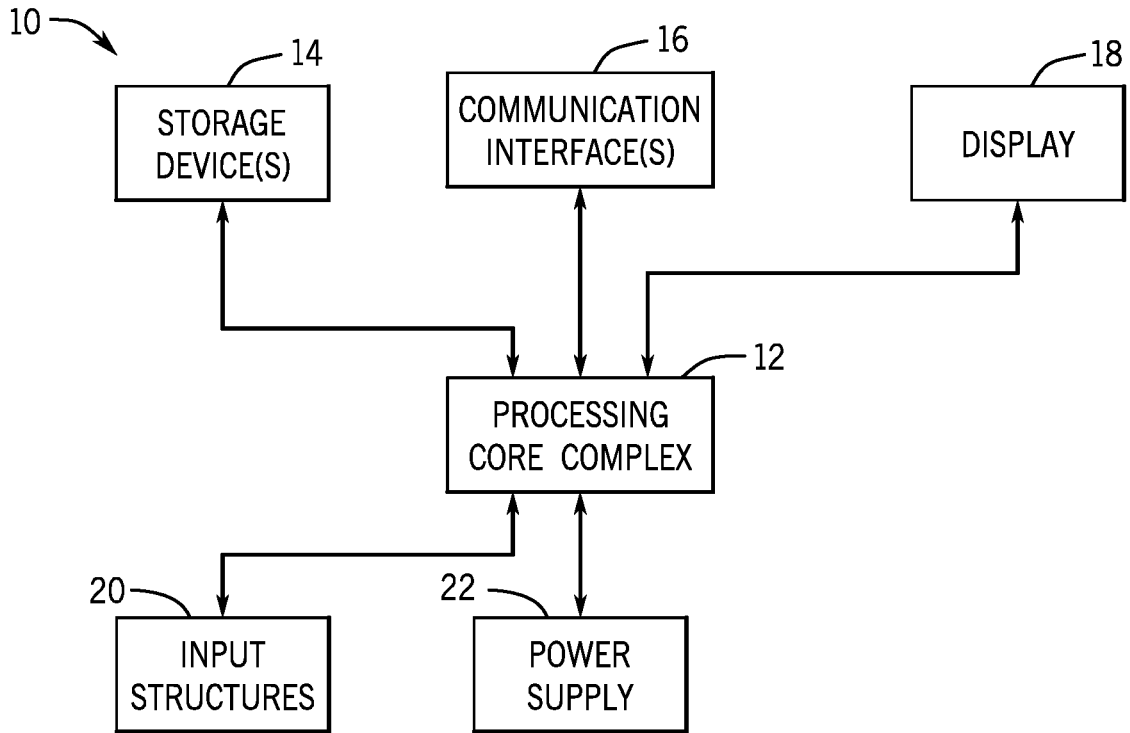 10
14
16
18
STORAGE
DEVICE(S)
COMMUNICATION
INTERFACE(S)
DISPLAY
12
PROCESSING
CORE COMPLEX
20
22
INPUT
STRUCTURES
POWER
SUPPLY